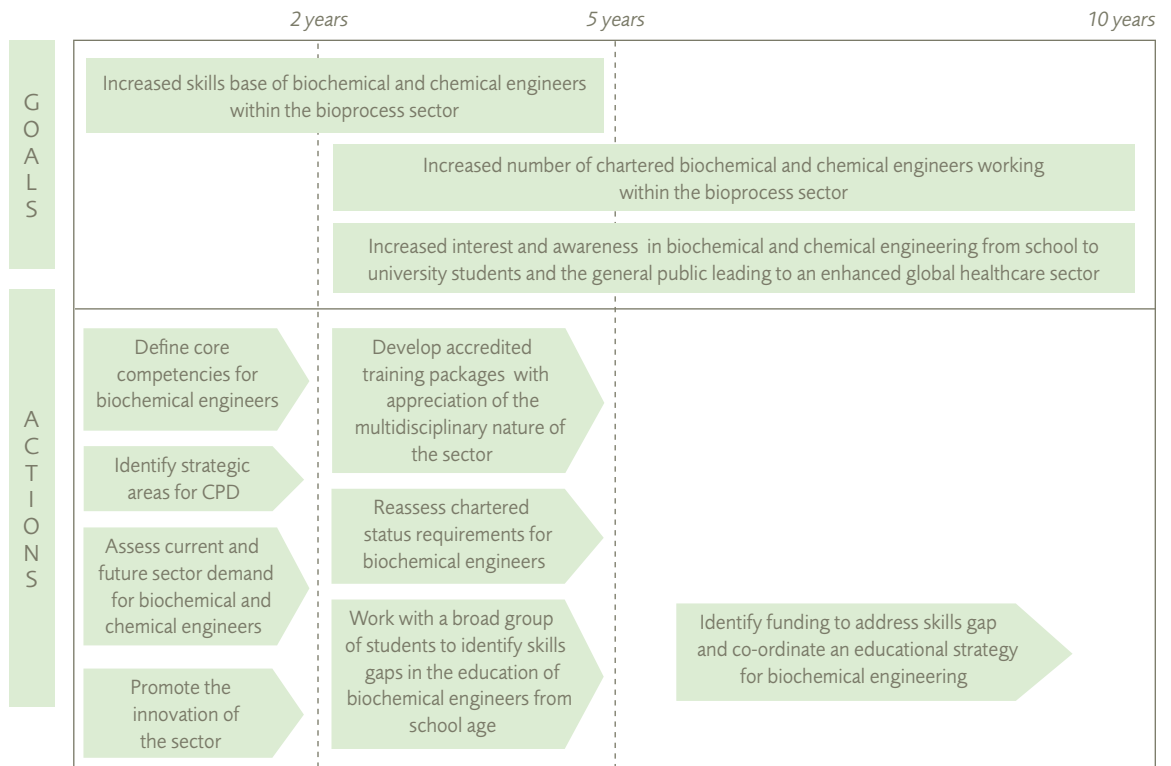 2 years
5 years
10 years
GOALS
Increased skills base of biochemical and chemical engineers
within the bioprocess sector
Increased number of chartered biochemical and chemical engineers working
within the bioprocess sector
Increased interest and awareness in biochemical and chemical engineering from school to
university students and the general public leading to an enhanced global healthcare sector
ACTIONS
Define core
competencies for
biochemical engineers
Identify strategic
areas for CPD
Assess current and
future sector demand
for biochemical and
chemical engineers
Promote the
innovation of
the sector
Develop accredited
training packages with
appreciation of the
multidisciplinary nature of
the sector
Reassess chartered
status requirements for
biochemical engineers
Work with a broad group
of students to identify skills
gaps in the education of
biochemical engineers from
school age
Identify funding to address skills gap
and co-ordinate an educational strategy
for biochemical engineering